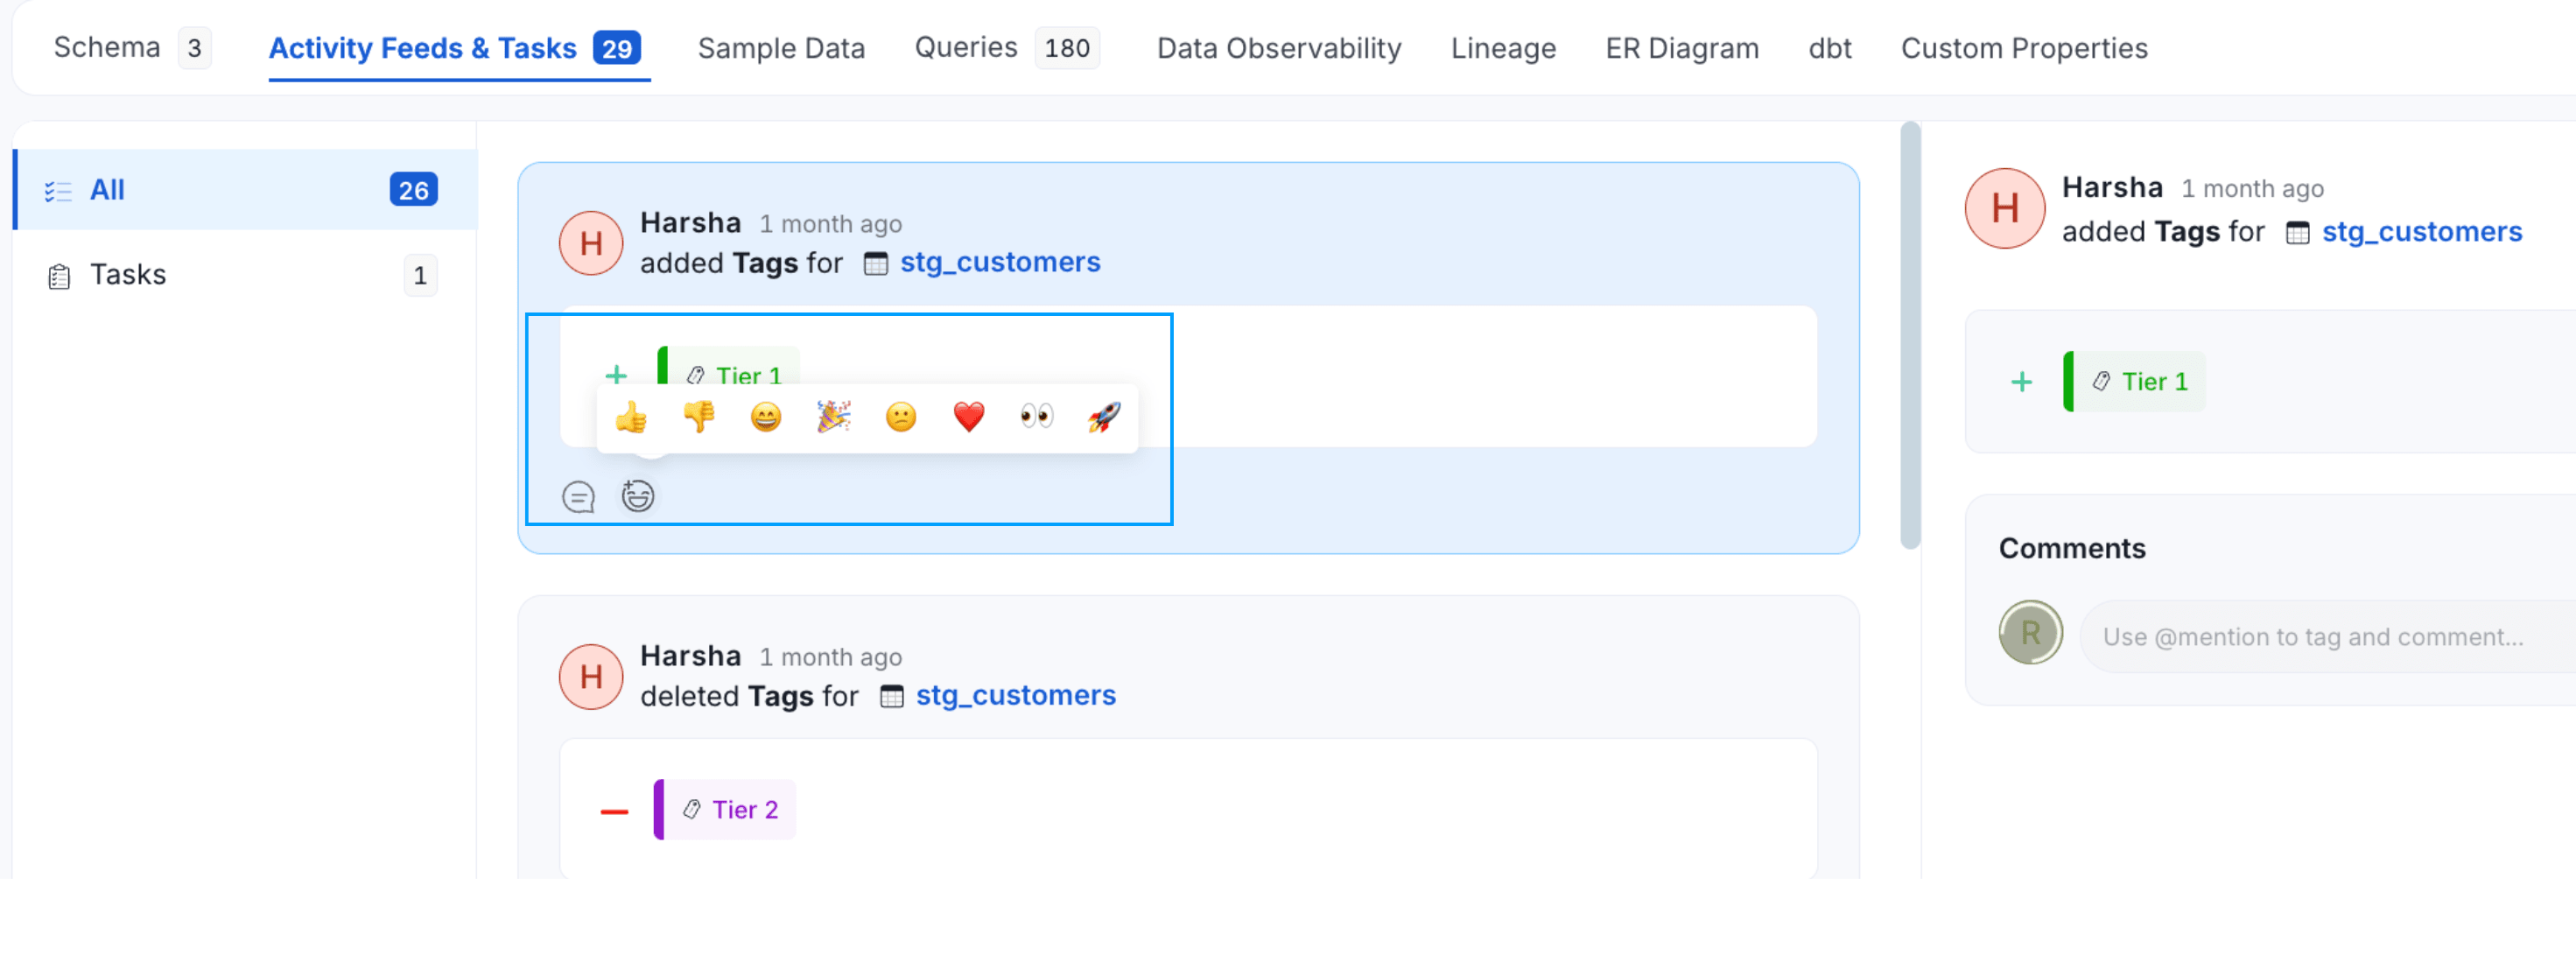 Schema 3 Activity Feeds & Tasks 29 Sample Data Queries 180 Data Observability Lineage ER Diagram dbt Custom Properties
All 26
Tasks 1
H Harsha 1 month ago
added Tags for stg_customers
+ Tier 1
H Harsha 1 month ago
deleted Tags for stg_customers
− Tier 2
H Harsha 1 month ago
added Tags for stg_customers
+ Tier 1
Comments
R Use @mention to tag and comment...